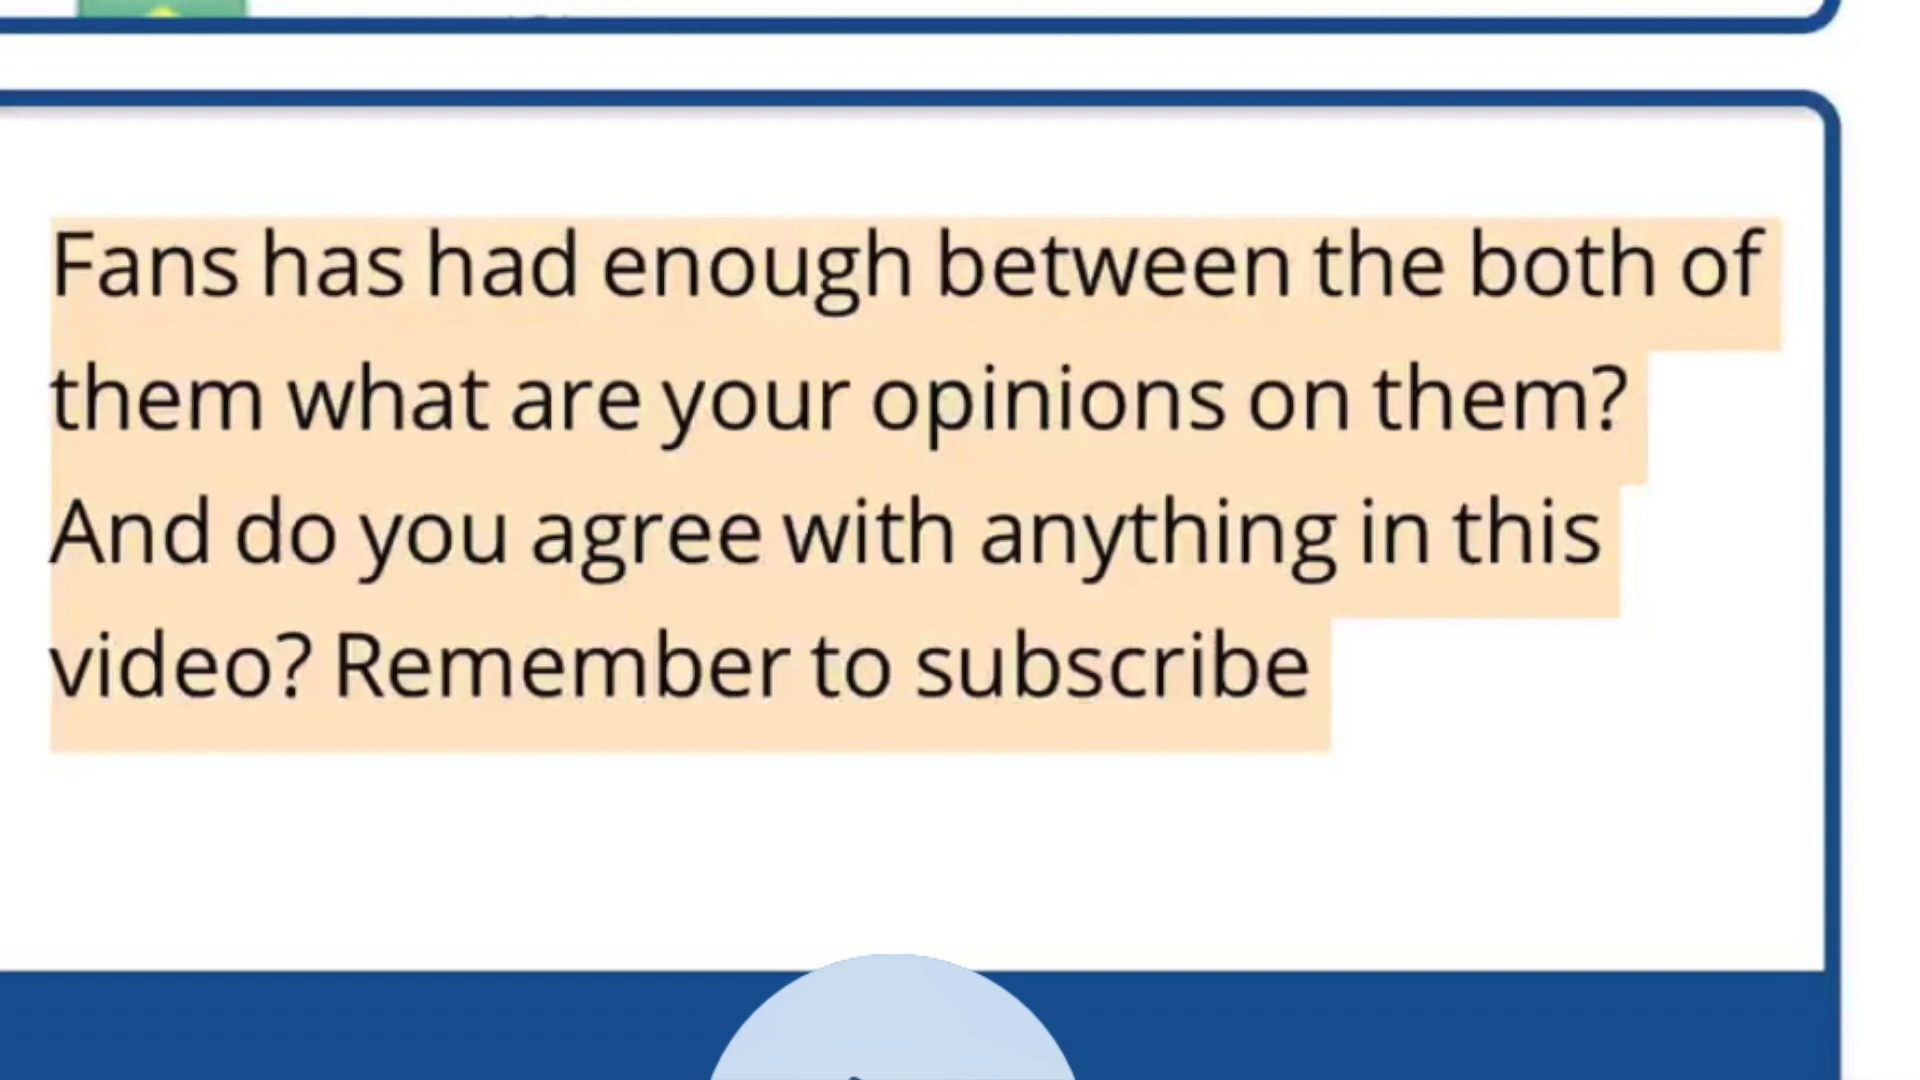 Fans has had enough between the both of
them what are your opinions on them?
And do you agree with anything in this
video? Remember to subscribe